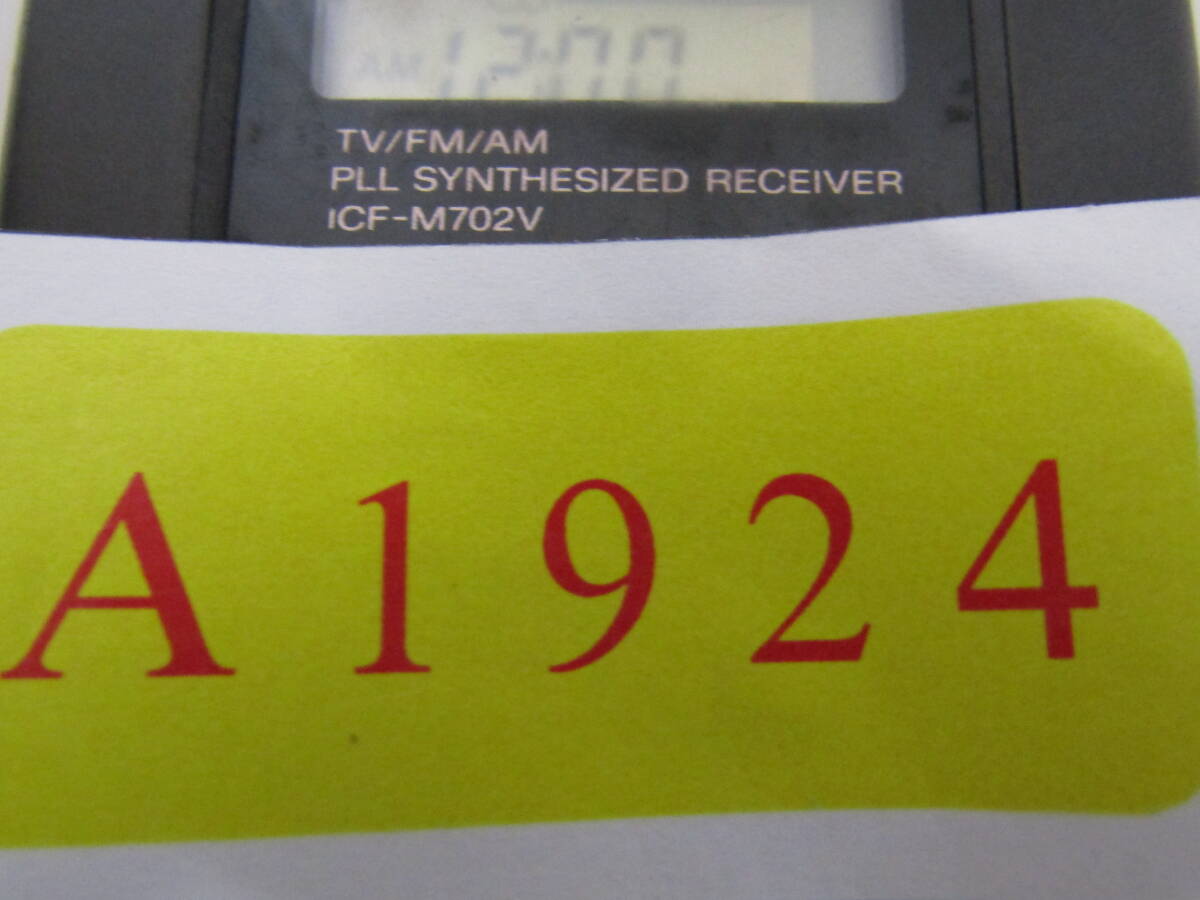 AM 12:00
TV/FM/AM
PLL SYNTHESIZED RECEIVER
ICF-M702V
A1924